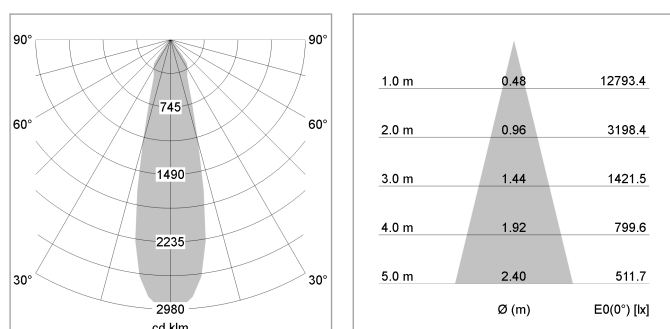 90° 90°
745
60° 60°
1490
2235
30° 30°
2980
cd klm
1.0 m 0.48 12793.4
2.0 m 0.96 3198.4
3.0 m 1.44 1421.5
4.0 m 1.92 799.6
5.0 m 2.40 511.7
Ø (m) E0(0°) [lx]